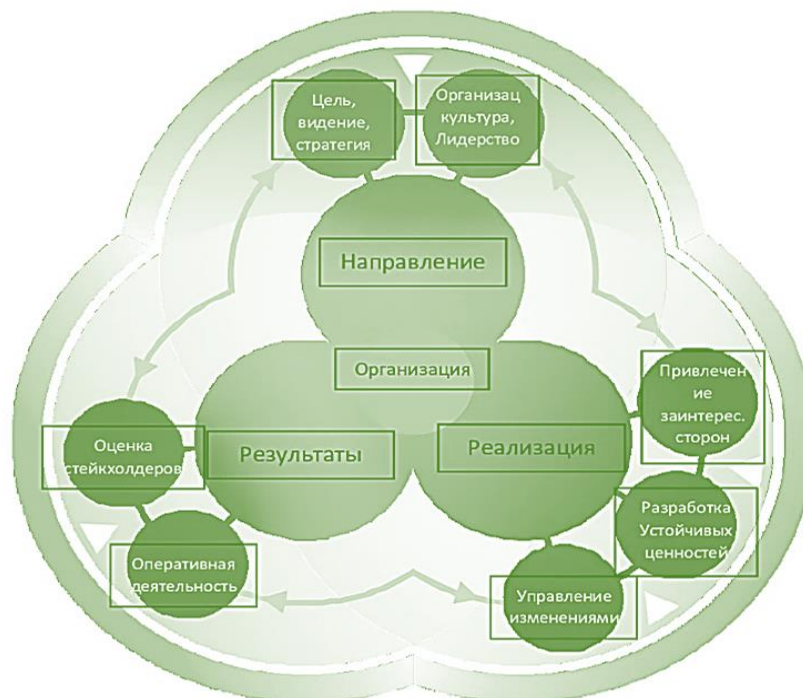 Цель,
видение,
стратегия
Организац
культура,
Лидерство
Направление
Организация
Привлечен
ие
заинтерес.
сторон
Оценка
стейкхолдеров
Результаты
Реализация
Разработка
Устойчивых
ценностей
Оперативная
деятельность
Управление
изменениями